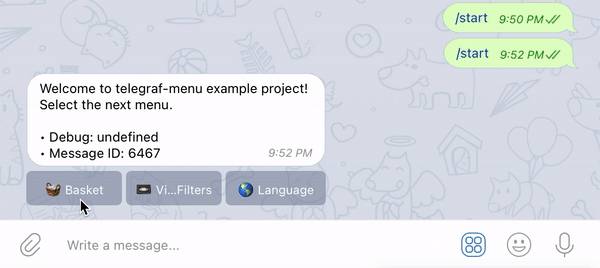 /start 9:50 PM
/start 9:52 PM
Welcome to telegraf-menu example project!
Select the next menu.
• Debug: undefined
• Message ID: 6467
9:52 PM
Basket Vi...Filters Language
Write a message...